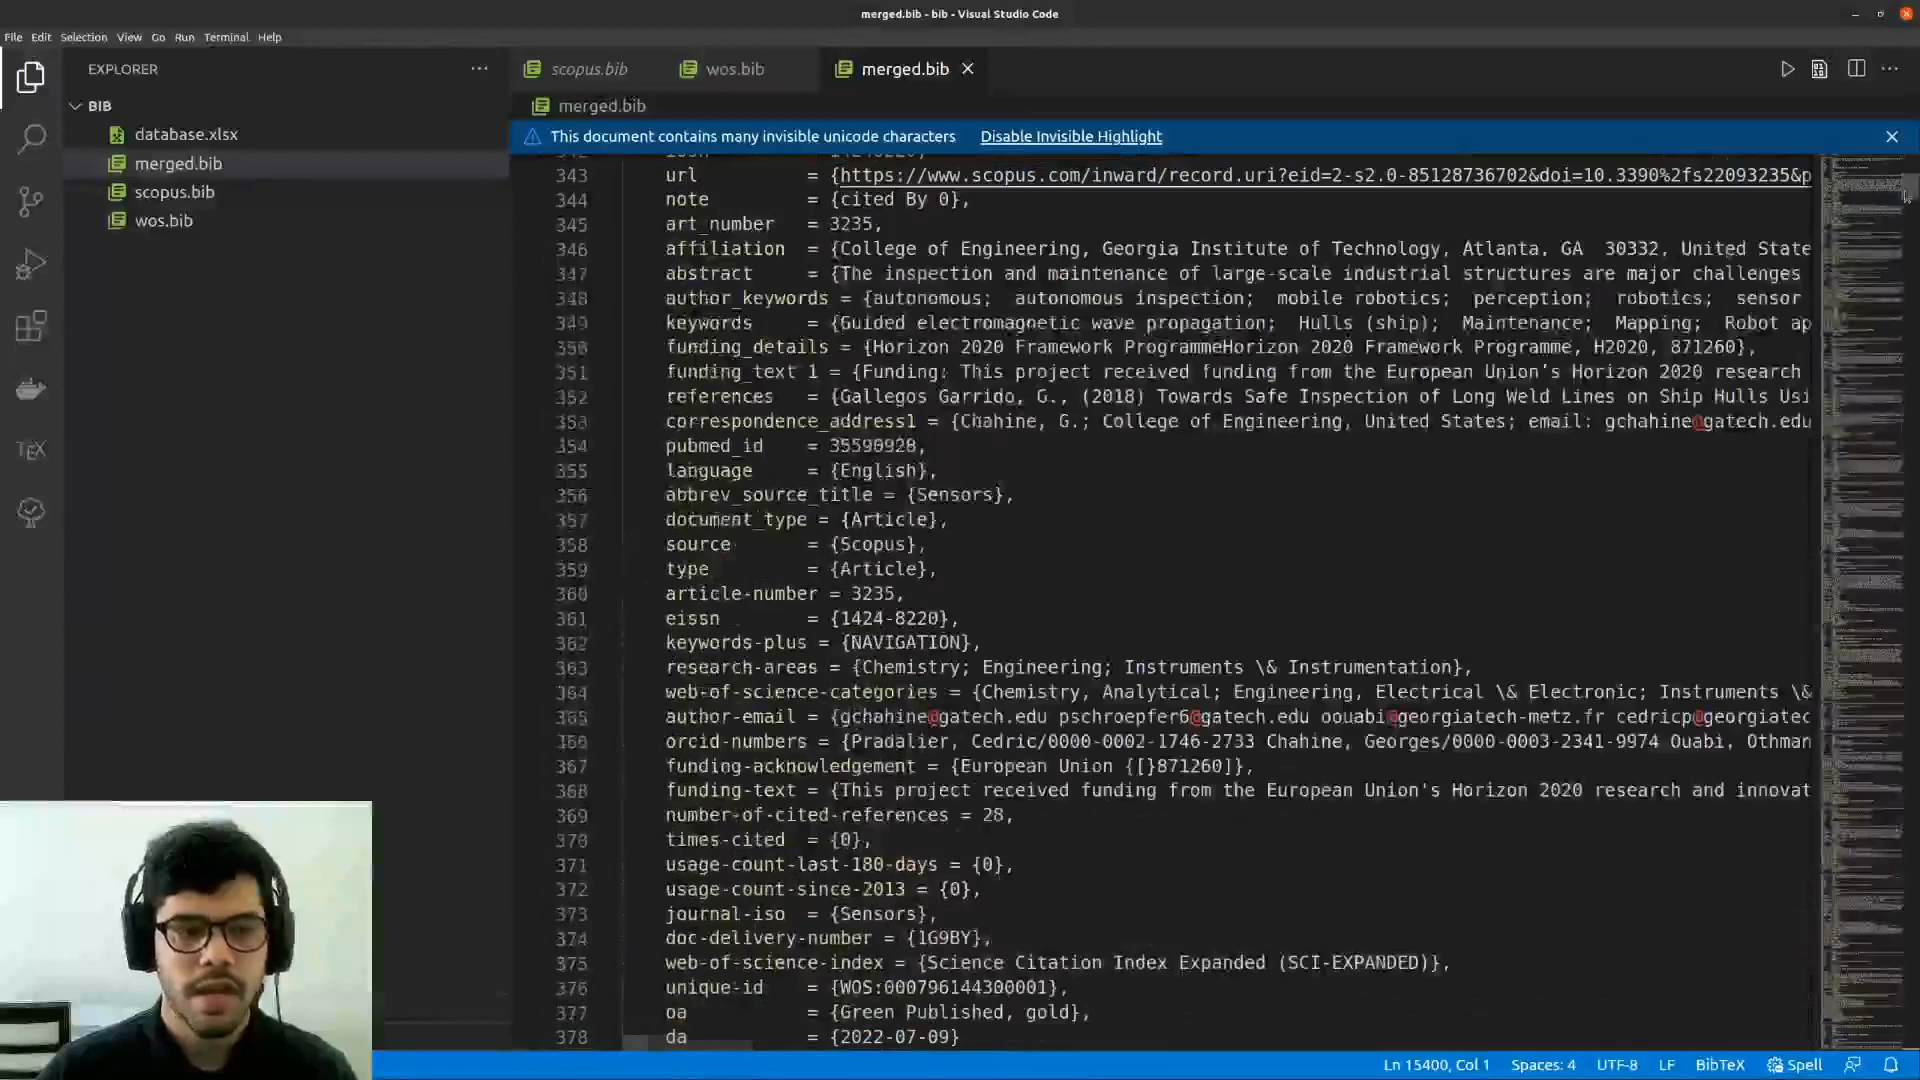 merged.bib - bib - Visual Studio Code
File Edit Selection View Go Run Terminal Help
EXPLORER
BIB
database.xlsx
merged.bib
scopus.bib
wos.bib
TEX
scopus.bib wos.bib merged.bib
merged.bib
This document contains many invisible unicode characters Disable Invisible Highlight
343 url = {https://www.scopus.com/inward/record.uri?eid=2-s2.0-85128736702&doi=10.3390%2fs22093235&p
344 note = {cited By 0},
345 art_number = 3235,
346 affiliation = {College of Engineering, Georgia Institute of Technology, Atlanta, GA 30332, United State
347 abstract = {The inspection and maintenance of large-scale industrial structures are major challenges
348 author_keywords = {autonomous; autonomous inspection; mobile robotics; perception; robotics; sensor
349 keywords = {Guided electromagnetic wave propagation; Hulls (ship); Maintenance; Mapping; Robot ap
350 funding_details = {Horizon 2020 Framework ProgrammeHorizon 2020 Framework Programme, H2020, 871260},
351 funding_text 1 = {Funding: This project received funding from the European Union's Horizon 2020 research
352 references = {Gallegos Garrido, G., (2018) Towards Safe Inspection of Long Weld Lines on Ship Hulls Usi
353 correspondence_address1 = {Chahine, G.; College of Engineering, United States; email: gchahine@gatech.edu
354 pubmed_id = 35590928,
355 language = {English},
356 abbrev_source_title = {Sensors},
357 document_type = {Article},
358 source = {Scopus},
359 type = {Article},
360 article-number = 3235,
361 eissn = {1424-8220},
362 keywords-plus = {NAVIGATION},
363 research-areas = {Chemistry; Engineering; Instruments \& Instrumentation},
364 web-of-science-categories = {Chemistry, Analytical; Engineering, Electrical \& Electronic; Instruments \&
365 author-email = {gchahine@gatech.edu pschroepfer6@gatech.edu oouabi@georgiatech-metz.fr cedricp@georgiatec
366 orcid-numbers = {Pradalier, Cedric/0000-0002-1746-2733 Chahine, Georges/0000-0003-2341-9974 Ouabi, Othman
367 funding-acknowledgement = {European Union {[}871260]},
368 funding-text = {This project received funding from the European Union's Horizon 2020 research and innovat
369 number-of-cited-references = 28,
370 times-cited = {0},
371 usage-count-last-180-days = {0},
372 usage-count-since-2013 = {0},
373 journal-iso = {Sensors},
374 doc-delivery-number = {1G9BY},
375 web-of-science-index = {Science Citation Index Expanded (SCI-EXPANDED)},
376 unique-id = {WOS:000796144300001},
377 oa = {Green Published, gold},
378 da = {2022-07-09}
Ln 15400, Col 1 Spaces: 4 UTF-8 LF BibTeX Spell